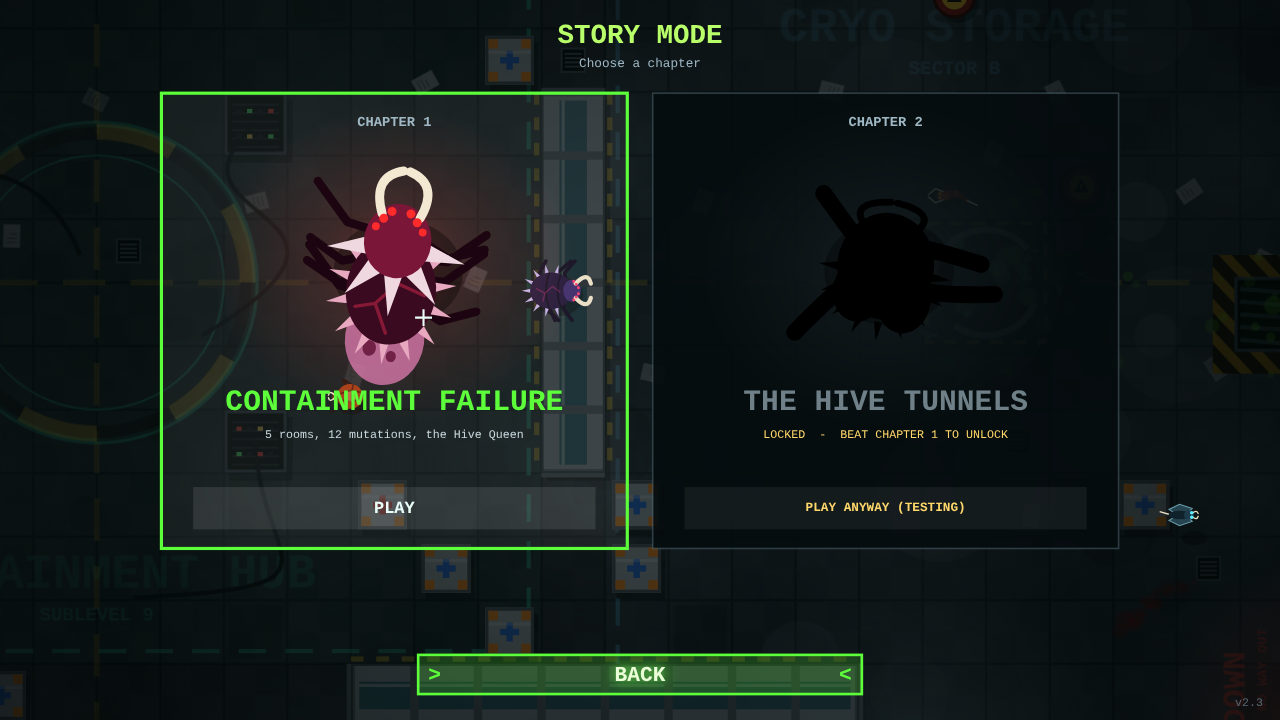 STORY MODE
Choose a chapter
CRYO STORAGE
SECTOR B
CHAPTER 1
CONTAINMENT FAILURE
5 rooms, 12 mutations, the Hive Queen
PLAY
CHAPTER 2
THE HIVE TUNNELS
LOCKED - BEAT CHAPTER 1 TO UNLOCK
PLAY ANYWAY (TESTING)
AINMENT HUB
SUBLEVEL 9
> BACK <
DOWN
v2.3